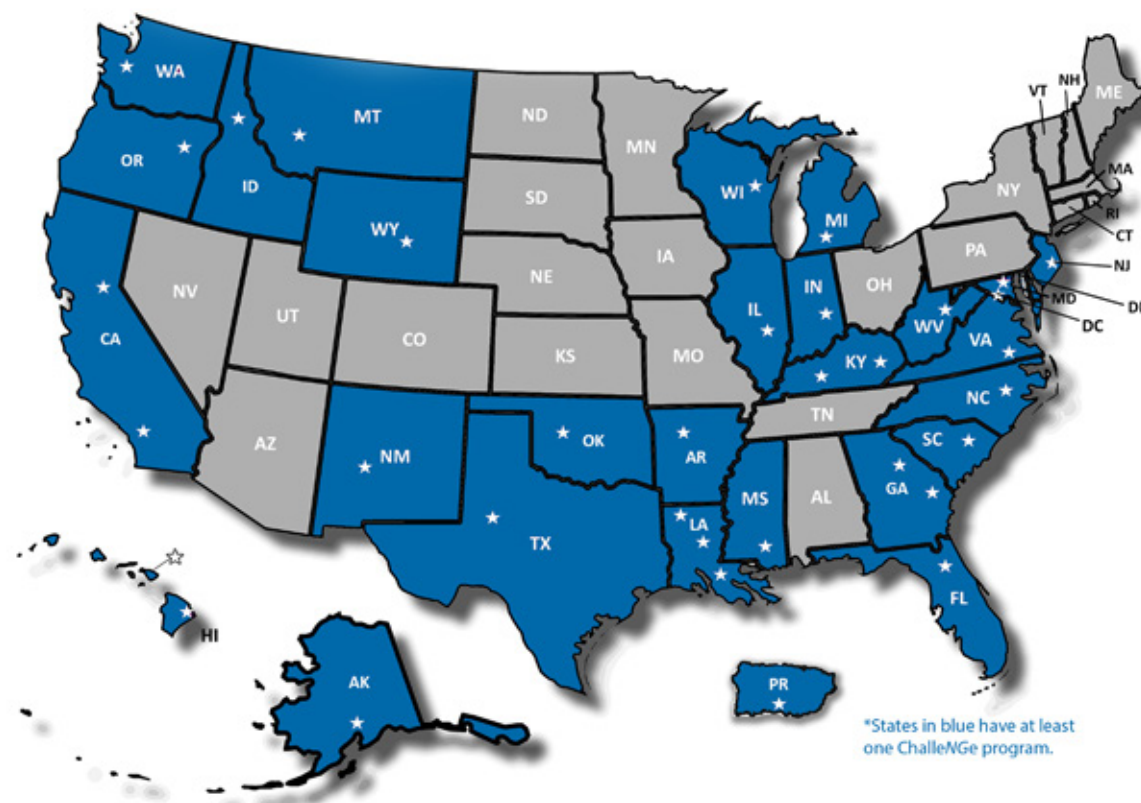 WA
MT
ND
MN
VT
NH
ME
OR
ID
SD
WI
MI
NY
MA
RI
CT
WY
NE
IA
PA
NJ
NV
UT
CO
KS
MO
IL
IN
OH
WV
MD
DC
CA
KY
VA
AZ
NM
OK
AR
TN
NC
SC
MS
AL
GA
TX
LA
FL
HI
AK
PR
*States in blue have at least
one ChalleNGe program.